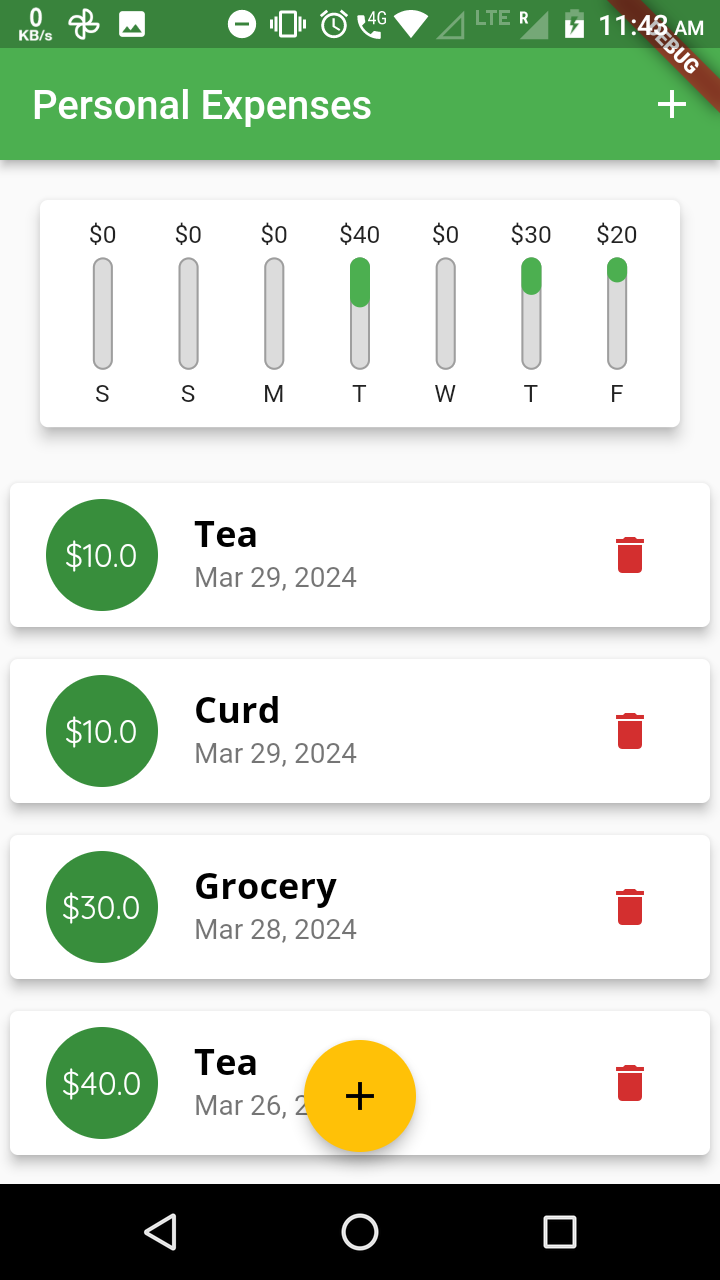 0
KB/s
4G
LTE R
11:43 AM
DEBUG
Personal Expenses
$0 $0 $0 $40 $0 $30 $20
S S M T W T F
$10.0
Tea
Mar 29, 2024
$10.0
Curd
Mar 29, 2024
$30.0
Grocery
Mar 28, 2024
$40.0
Tea
Mar 26, 2